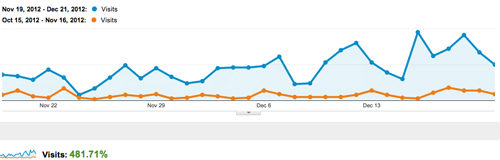 Nov 19, 2012 - Dec 21, 2012: Visits
Oct 15, 2012 - Nov 16, 2012: Visits
Nov 22 Nov 29 Dec 6 Dec 13
Visits: 481.71%